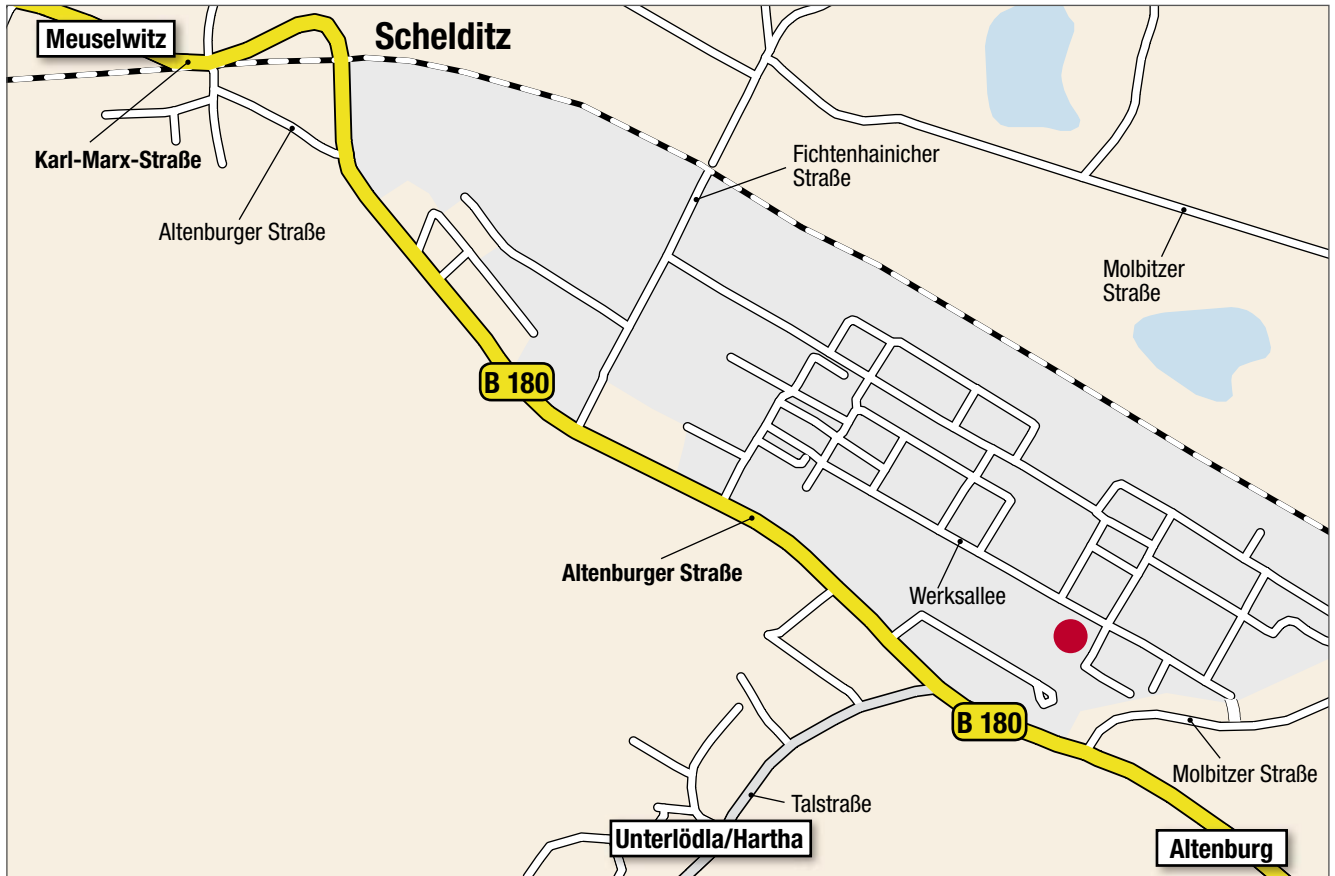 Meuselwitz
Schelditz
Karl-Marx-Straße
Fichtenhainicher
Straße
Altenburger Straße
Molbitzer
Straße
B 180
Altenburger Straße
Werksallee
B 180
Molbitzer Straße
Talstraße
Unterlödla/Hartha
Altenburg